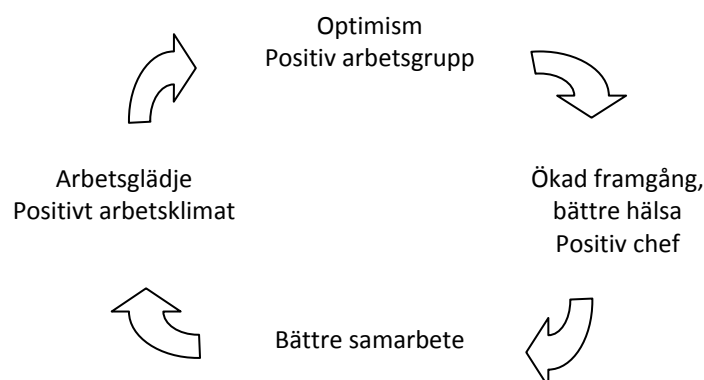 Optimism
Positiv arbetsgrupp
Arbetsglädje
Positivt arbetsklimat
Ökad framgång,
bättre hälsa
Positiv chef
Bättre samarbete